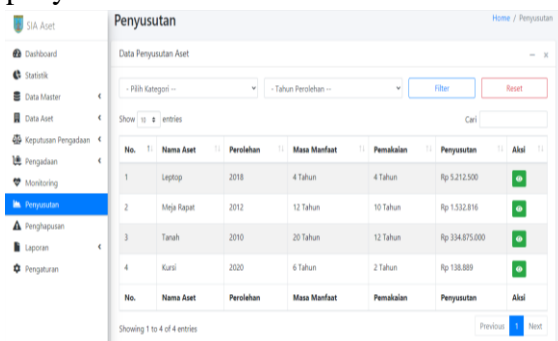 SIA Aset
Dashboard
Statistik
Data Master
Data Aset
Keputusan Pengadaan
Pengadaan
Monitoring
Penyusutan
Penghapusan
Laporan
Pengaturan
Penyusutan
Home / Penyusutan
Data Penyusutan Aset
- Pilih Kategori --
- Tahun Perolehan --
Filter
Reset
Show 10 entries
Cari
No. Nama Aset Perolehan Masa Manfaat Pemakaian Penyusutan Aksi
1 Leptop 2018 4 Tahun 4 Tahun Rp 5.212.500
2 Meja Rapat 2012 12 Tahun 10 Tahun Rp 1.532.816
3 Tanah 2010 20 Tahun 12 Tahun Rp 334.875.000
4 Kursi 2020 6 Tahun 2 Tahun Rp 138.889
No. Nama Aset Perolehan Masa Manfaat Pemakaian Penyusutan Aksi
Showing 1 to 4 of 4 entries
Previous 1 Next